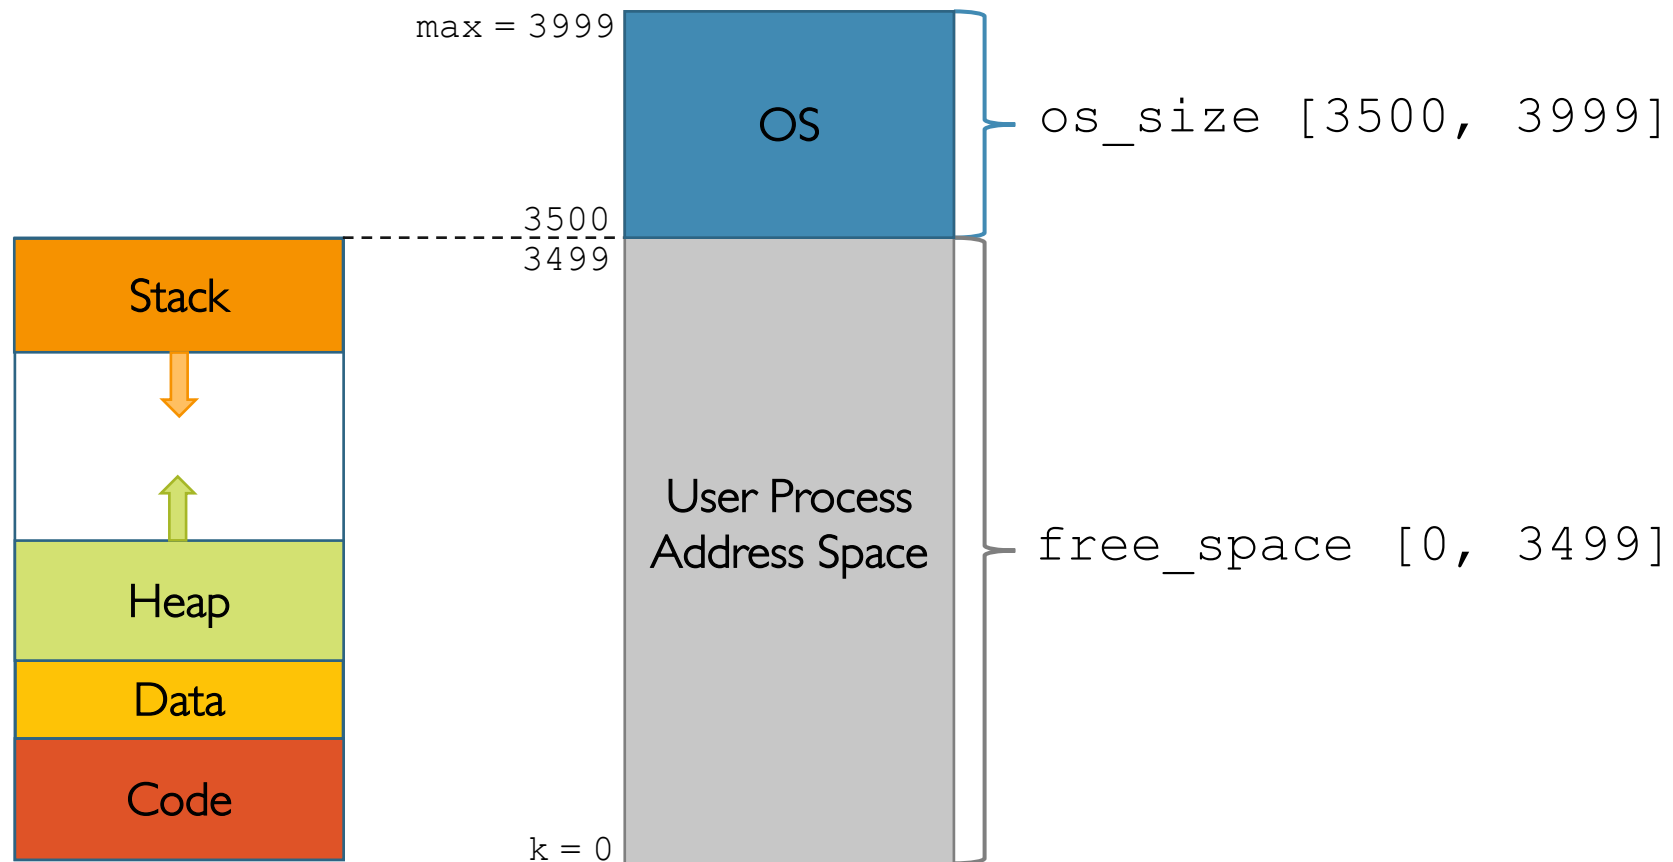 max = 3999
OS
os_size [3500, 3999]
3500
3499
Stack
User Process
Address Space
free_space [0, 3499]
Heap
Data
Code
k = 0